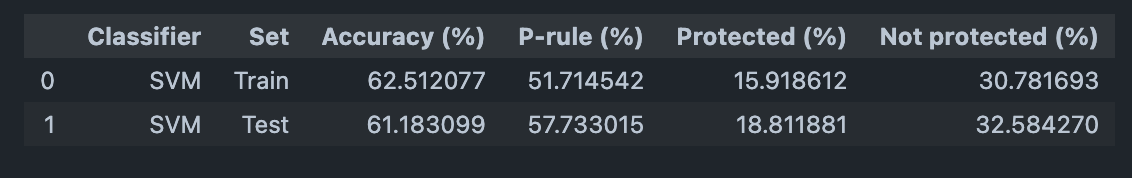 Classifier Set Accuracy (%) P-rule (%) Protected (%) Not protected (%)
0 SVM Train 62.512077 51.714542 15.918612 30.781693
1 SVM Test 61.183099 57.733015 18.811881 32.584270